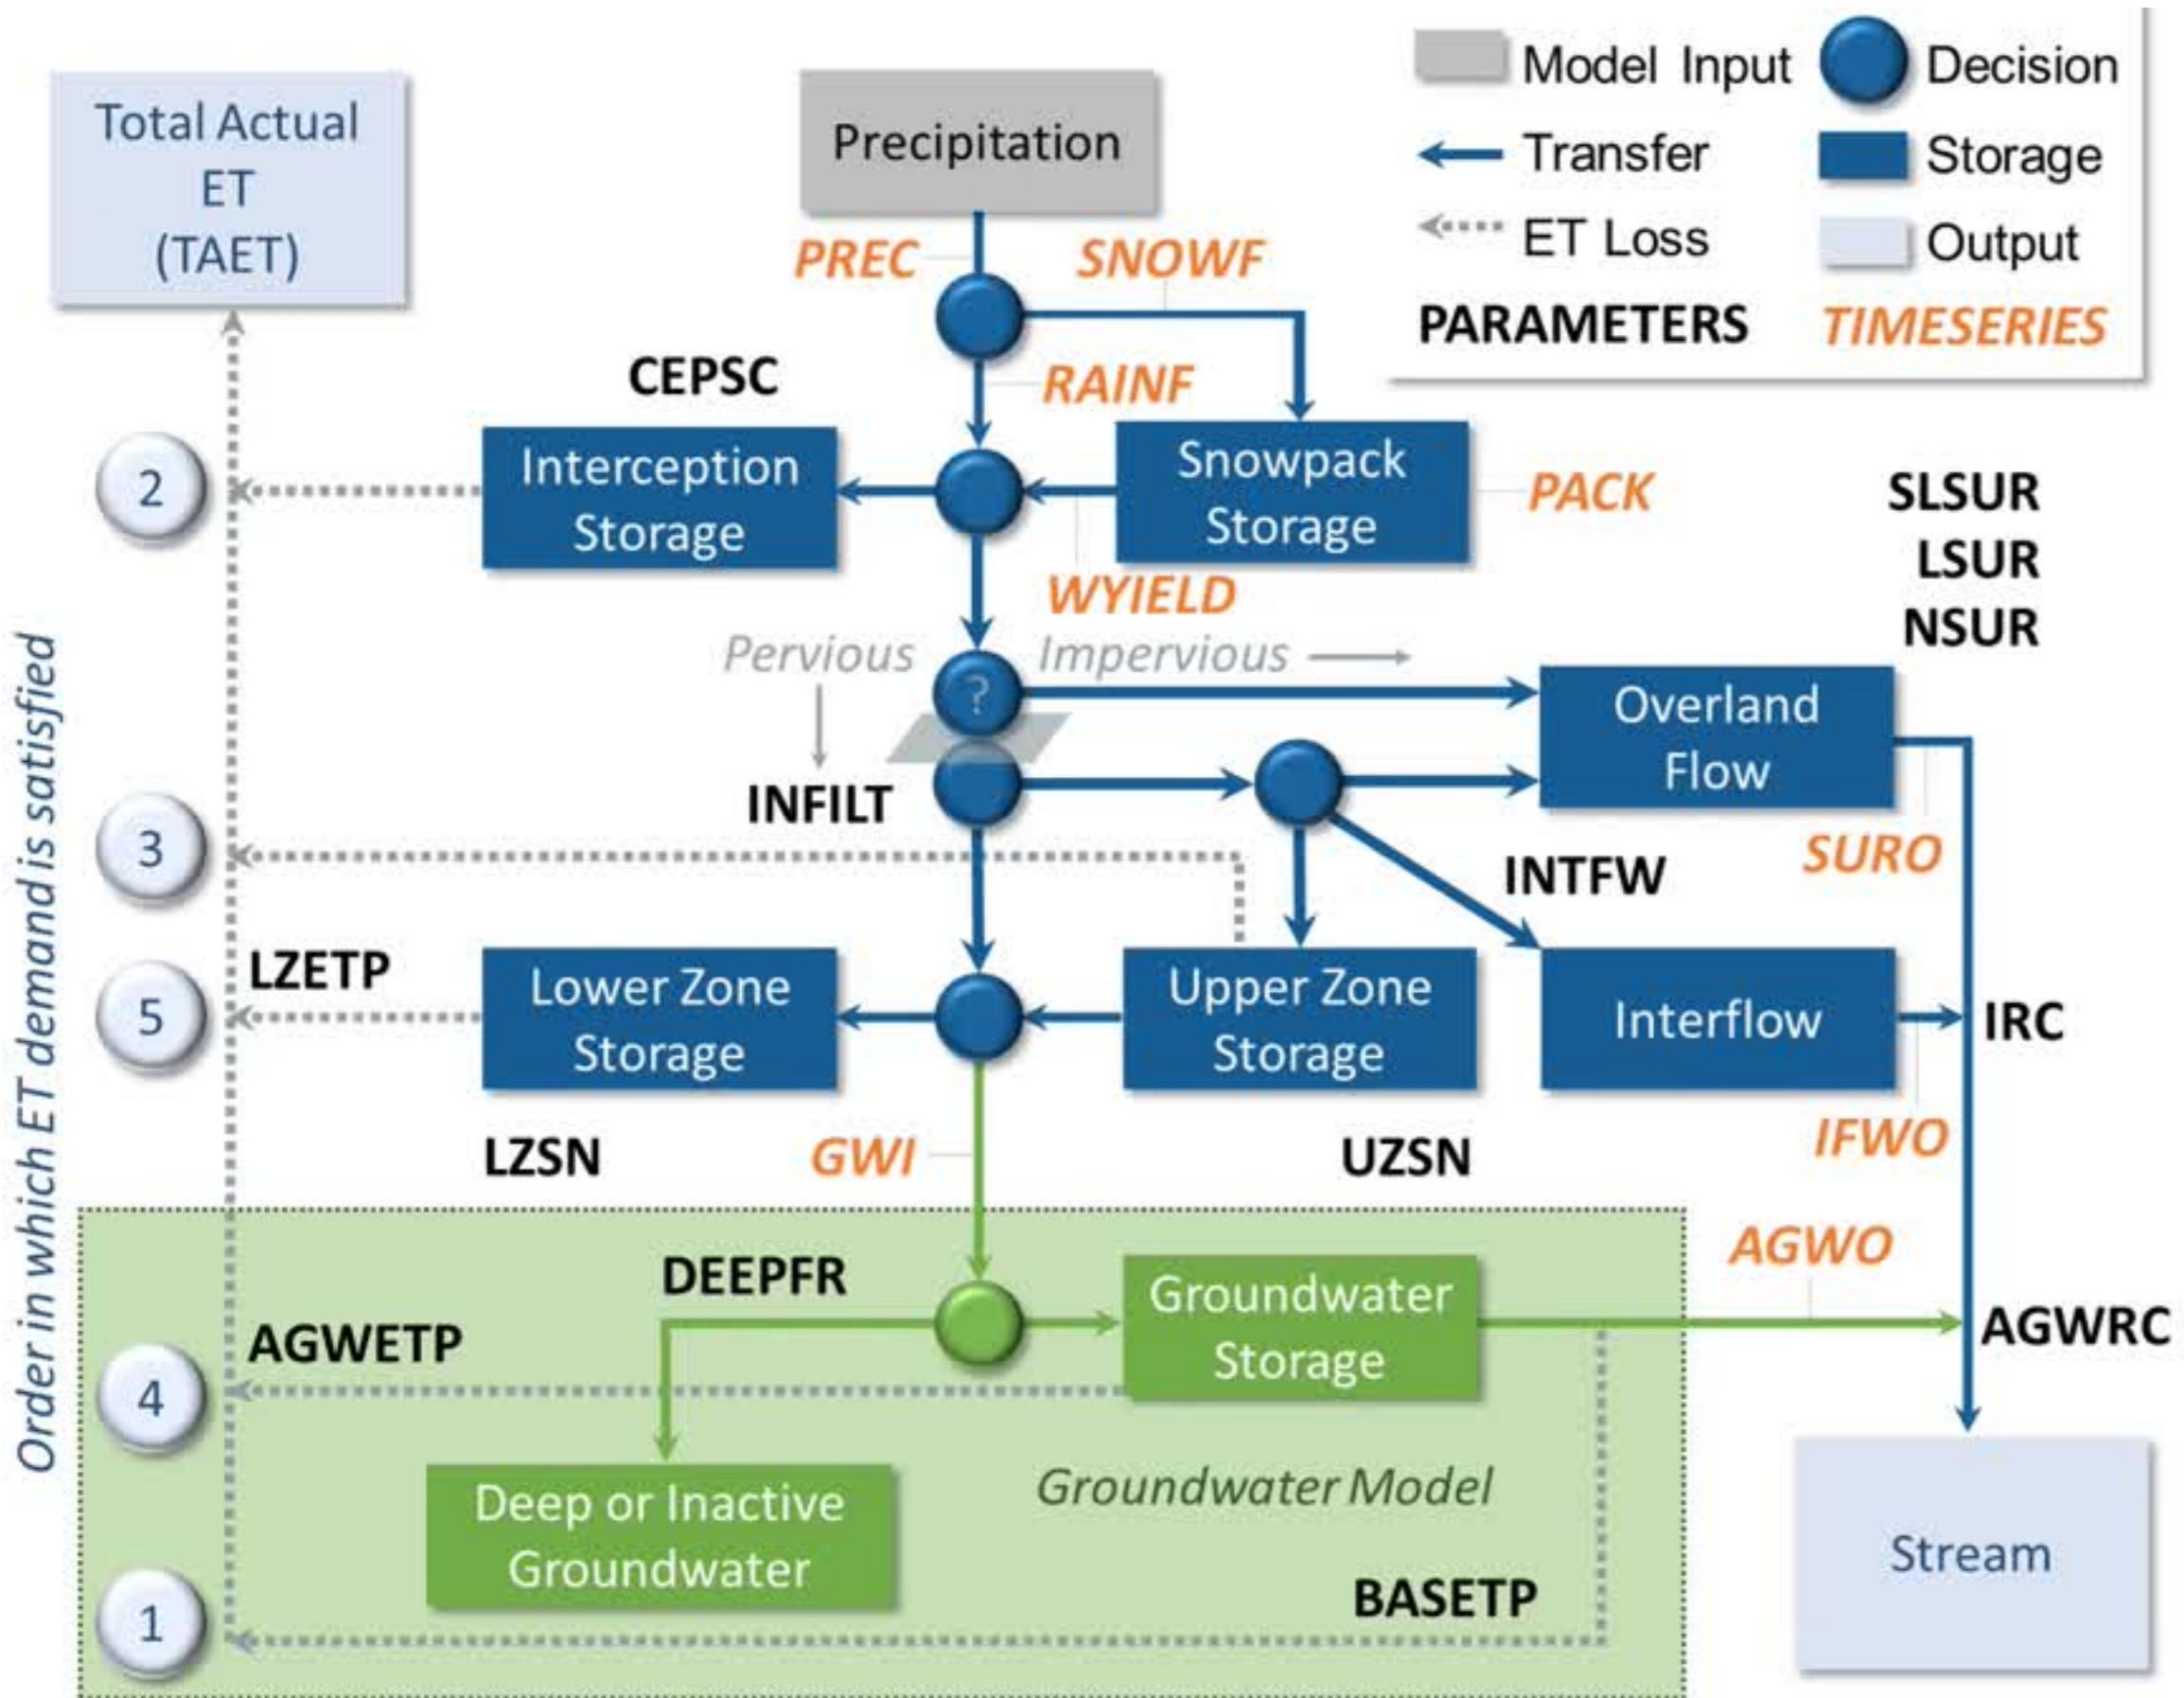 Total Actual
ET
(TAET)
Precipitation
Model Input
Decision
Transfer
Storage
ET Loss
Output
PARAMETERS
TIMESERIES
PREC
SNOWF
CEPSC
RAINF
2
Interception
Storage
Snowpack
Storage
PACK
SLSUR
LSUR
NSUR
WYIELD
Pervious
Impervious
?
Overland
Flow
INFILT
3
SURO
INTFW
LZETP
5
Lower Zone
Storage
Upper Zone
Storage
Interflow
IRC
LZSN
GWI
UZSN
IFWO
Order in which ET demand is satisfied
DEEPFR
AGWO
Groundwater
Storage
AGWETP
AGWRC
4
Deep or Inactive
Groundwater
Groundwater Model
Stream
BASETP
1